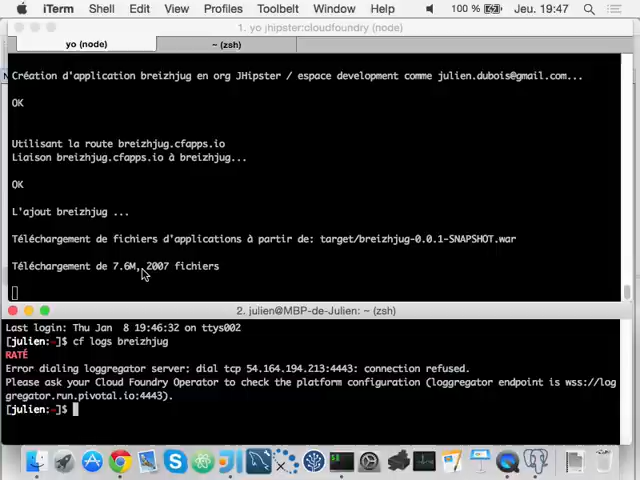 iTerm Shell Edit View Profiles Toolbelt Window Help 100 % Jeu. 19:47
1. yo jhipster:cloudfoundry (node)
yo (node) ~ (zsh)
Création d'application breizhjug en org JHipster / espace development comme julien.dubois@gmail.com...
OK
Utilisant la route breizhjug.cfapps.io
Liaison breizhjug.cfapps.io à breizhjug...
OK
L'ajout breizhjug ...
Téléchargement de fichiers d'applications à partir de: target/breizhjug-0.0.1-SNAPSHOT.war
Téléchargement de 7.6M, 2007 fichiers
2. julien@MBP-de-Julien: ~ (zsh)
Last login: Thu Jan  8 19:46:32 on ttys002
[julien:~]$ cf logs breizhjug
RATÉ
Error dialing loggregator server: dial tcp 54.164.194.213:4443: connection refused.
Please ask your Cloud Foundry Operator to check the platform configuration (loggregator endpoint is wss://log
gregator.run.pivotal.io:4443).
[julien:~]$